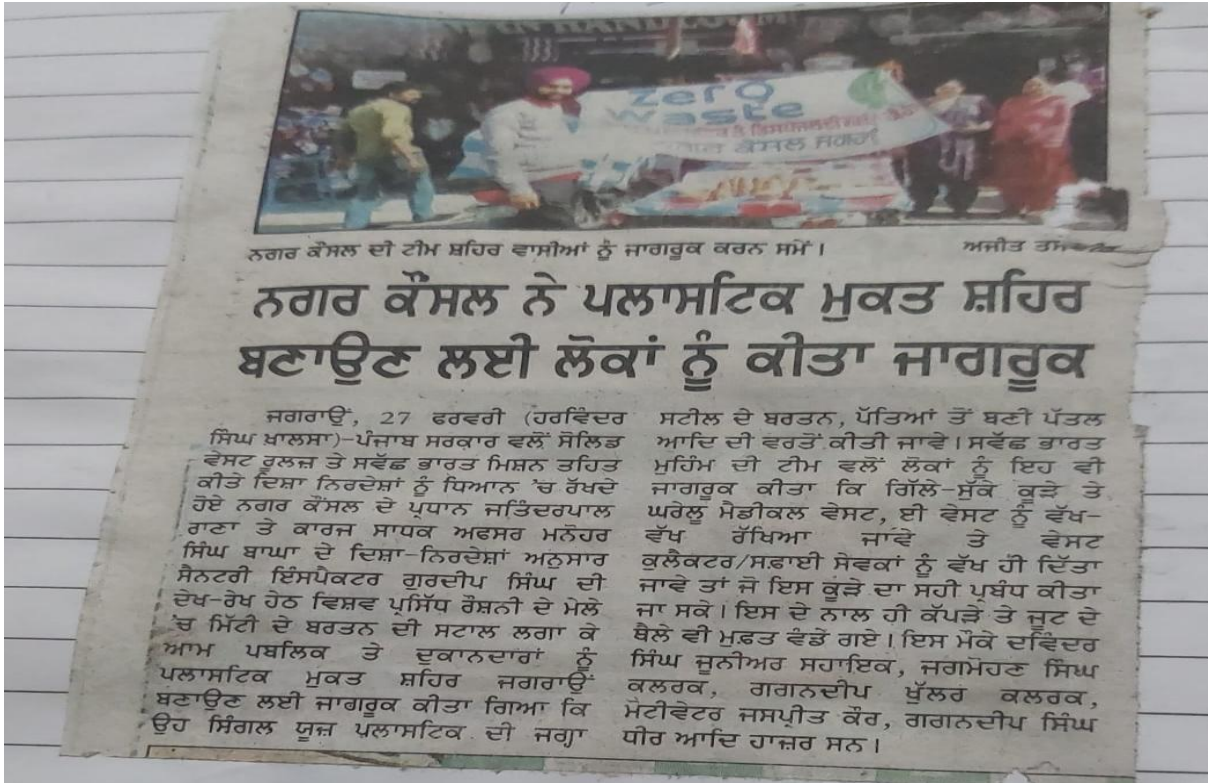 Zero
waste
ਨਗਰ ਕੌਂਸਲ ਦੀ ਟੀਮ ਸ਼ਹਿਰ ਵਾਸੀਆਂ ਨੂੰ ਜਾਗਰੂਕ ਕਰਨ ਸਮੇਂ।
ਅਜੀਤ
ਨਗਰ ਕੌਂਸਲ ਨੇ ਪਲਾਸਟਿਕ ਮੁਕਤ ਸ਼ਹਿਰ
ਬਣਾਉਣ ਲਈ ਲੋਕਾਂ ਨੂੰ ਕੀਤਾ ਜਾਗਰੂਕ
ਜਗਰਾਉਂ, 27 ਫਰਵਰੀ (ਹਰਵਿੰਦਰ
ਸਿੰਘ ਖ਼ਾਲਸਾ)-ਪੰਜਾਬ ਸਰਕਾਰ ਵਲੋਂ ਸੋਲਿਡ
ਵੇਸਟ ਰੂਲਜ਼ ਤੇ ਸਵੱਛ ਭਾਰਤ ਮਿਸ਼ਨ ਤਹਿਤ
ਕੀਤੇ ਦਿਸ਼ਾ ਨਿਰਦੇਸ਼ਾਂ ਨੂੰ ਧਿਆਨ 'ਚ ਰੱਖਦੇ
ਹੋਏ ਨਗਰ ਕੌਂਸਲ ਦੇ ਪ੍ਰਧਾਨ ਜਤਿੰਦਰਪਾਲ
ਰਾਣਾ ਤੇ ਕਾਰਜ ਸਾਧਕ ਅਫਸਰ ਮਨੋਹਰ
ਸਿੰਘ ਬਾਘਾ ਦੇ ਦਿਸ਼ਾ-ਨਿਰਦੇਸ਼ਾਂ ਅਨੁਸਾਰ
ਸੈਨਟਰੀ ਇੰਸਪੈਕਟਰ ਗੁਰਦੀਪ ਸਿੰਘ ਦੀ
ਦੇਖ-ਰੇਖ ਹੇਠ ਵਿਸ਼ਵ ਪ੍ਰਸਿੱਧ ਰੌਸ਼ਨੀ ਦੇ ਮੇਲੇ
'ਚ ਮਿੱਟੀ ਦੇ ਬਰਤਨ ਦੀ ਸਟਾਲ ਲਗਾ ਕੇ
ਆਮ ਪਬਲਿਕ ਤੇ ਦੁਕਾਨਦਾਰਾਂ ਨੂੰ
ਪਲਾਸਟਿਕ ਮੁਕਤ ਸ਼ਹਿਰ ਜਗਰਾਉਂ
ਬਣਾਉਣ ਲਈ ਜਾਗਰੂਕ ਕੀਤਾ ਗਿਆ ਕਿ
ਉਹ ਸਿੰਗਲ ਯੂਜ਼ ਪਲਾਸਟਿਕ ਦੀ ਜਗ੍ਹਾ
ਸਟੀਲ ਦੇ ਬਰਤਨ, ਪੱਤਿਆਂ ਤੋਂ ਬਣੀ ਪੱਤਲ
ਆਦਿ ਦੀ ਵਰਤੋਂ ਕੀਤੀ ਜਾਵੇ। ਸਵੱਛ ਭਾਰਤ
ਮੁਹਿੰਮ ਦੀ ਟੀਮ ਵਲੋਂ ਲੋਕਾਂ ਨੂੰ ਇਹ ਵੀ
ਜਾਗਰੂਕ ਕੀਤਾ ਕਿ ਗਿੱਲੇ-ਸੁੱਕੇ ਕੂੜੇ ਤੇ
ਘਰੇਲੂ ਮੈਡੀਕਲ ਵੇਸਟ, ਈ ਵੇਸਟ ਨੂੰ ਵੱਖ-
ਵੱਖ ਰੱਖਿਆ ਜਾਵੇ ਤੇ ਵੇਸਟ
ਕੁਲੈਕਟਰ/ਸਫ਼ਾਈ ਸੇਵਕਾਂ ਨੂੰ ਵੱਖ ਹੀ ਦਿੱਤਾ
ਜਾਵੇ ਤਾਂ ਜੋ ਇਸ ਕੂੜੇ ਦਾ ਸਹੀ ਪ੍ਰਬੰਧ ਕੀਤਾ
ਜਾ ਸਕੇ। ਇਸ ਦੇ ਨਾਲ ਹੀ ਕੱਪੜੇ ਤੇ ਜੂਟ ਦੇ
ਥੈਲੇ ਵੀ ਮੁਫ਼ਤ ਵੰਡੇ ਗਏ। ਇਸ ਮੌਕੇ ਦਵਿੰਦਰ
ਸਿੰਘ ਜੂਨੀਅਰ ਸਹਾਇਕ, ਜਗਮੋਹਣ ਸਿੰਘ
ਕਲਰਕ, ਗਗਨਦੀਪ ਖੁੱਲਰ ਕਲਰਕ,
ਮੋਟੀਵੇਟਰ ਜਸਪ੍ਰੀਤ ਕੌਰ, ਗਗਨਦੀਪ ਸਿੰਘ
ਧੀਰ ਆਦਿ ਹਾਜ਼ਰ ਸਨ।